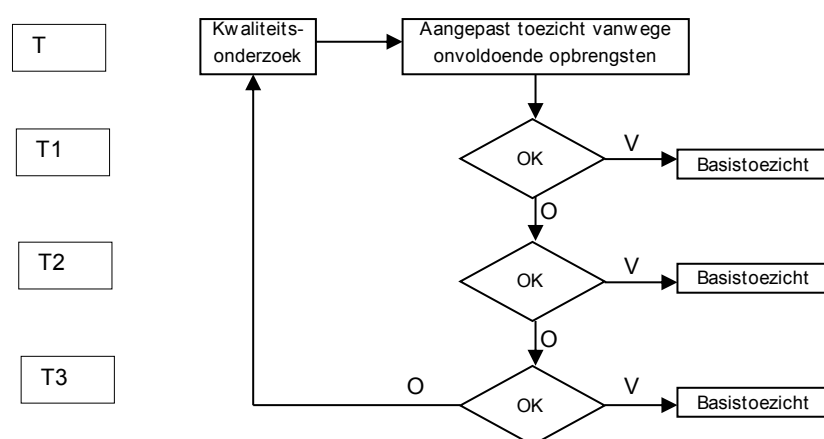 T
Kwaliteits-
onderzoek
Aangepast toezicht vanwege
onvoldoende opbrengsten
T1
OK
V
Basistoezicht
O
T2
OK
V
Basistoezicht
O
T3
O
OK
V
Basistoezicht